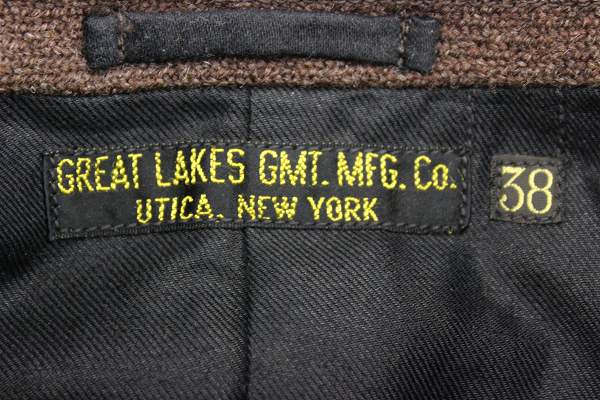 GREAT LAKES GMT. MFG. Co.
UTICA, NEW YORK
38